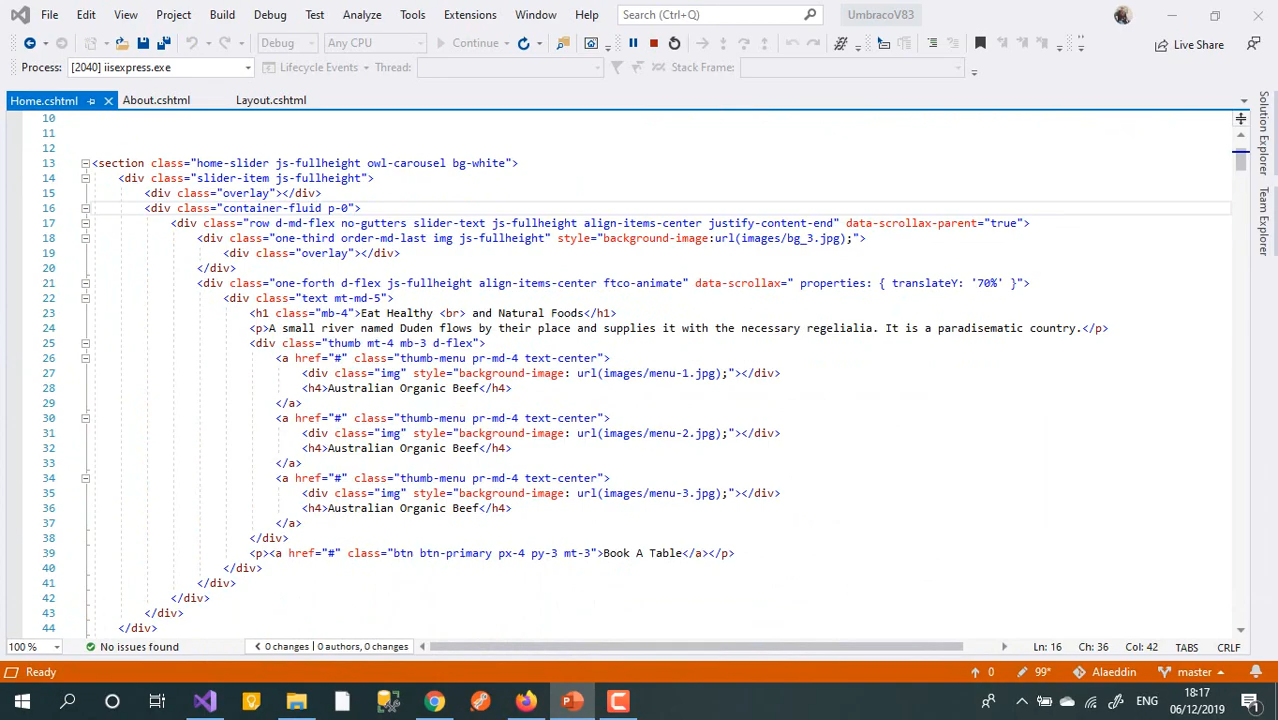 File Edit View Project Build Debug Test Analyze Tools Extensions Window Help Search (Ctrl+Q) UmbracoV83
Debug Any CPU Continue Live Share
Process: [2040] iisexpress.exe Lifecycle Events Thread: Stack Frame:
Home.cshtml About.cshtml Layout.cshtml
10
11
12
13 <section class="home-slider js-fullheight owl-carousel bg-white">
14 <div class="slider-item js-fullheight">
15 <div class="overlay"></div>
16 <div class="container-fluid p-0">
17 <div class="row d-md-flex no-gutters slider-text js-fullheight align-items-center justify-content-end" data-scrollax-parent="true">
18 <div class="one-third order-md-last img js-fullheight" style="background-image:url(images/bg_3.jpg);">
19 <div class="overlay"></div>
20 </div>
21 <div class="one-forth d-flex js-fullheight align-items-center ftco-animate" data-scrollax=" properties: { translateY: '70%' }">
22 <div class="text mt-md-5">
23 <h1 class="mb-4">Eat Healthy <br> and Natural Foods</h1>
24 <p>A small river named Duden flows by their place and supplies it with the necessary regelialia. It is a paradisematic country.</p>
25 <div class="thumb mt-4 mb-3 d-flex">
26 <a href="#" class="thumb-menu pr-md-4 text-center">
27 <div class="img" style="background-image: url(images/menu-1.jpg);"></div>
28 <h4>Australian Organic Beef</h4>
29 </a>
30 <a href="#" class="thumb-menu pr-md-4 text-center">
31 <div class="img" style="background-image: url(images/menu-2.jpg);"></div>
32 <h4>Australian Organic Beef</h4>
33 </a>
34 <a href="#" class="thumb-menu pr-md-4 text-center">
35 <div class="img" style="background-image: url(images/menu-3.jpg);"></div>
36 <h4>Australian Organic Beef</h4>
37 </a>
38 </div>
39 <p><a href="#" class="btn btn-primary px-4 py-3 mt-3">Book A Table</a></p>
40 </div>
41 </div>
42 </div>
43 </div>
44 </div>
Solution Explorer
Team Explorer
100 % No issues found 0 changes | 0 authors, 0 changes Ln: 16 Ch: 36 Col: 42 TABS CRLF
Ready 0 99* Alaeddin master
ENG 18:17
06/12/2019
1